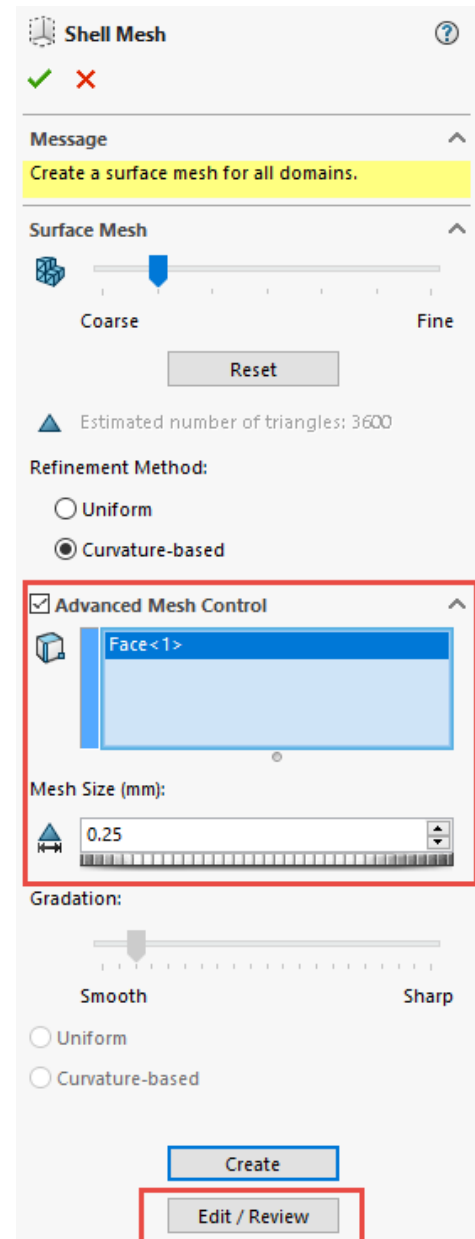 Shell Mesh
Message
Create a surface mesh for all domains.
Surface Mesh
Coarse Fine
Reset
Estimated number of triangles: 3600
Refinement Method:
Uniform
Curvature-based
Advanced Mesh Control
Face<1>
Mesh Size (mm):
0.25
Gradation:
Smooth Sharp
Uniform
Curvature-based
Create
Edit / Review